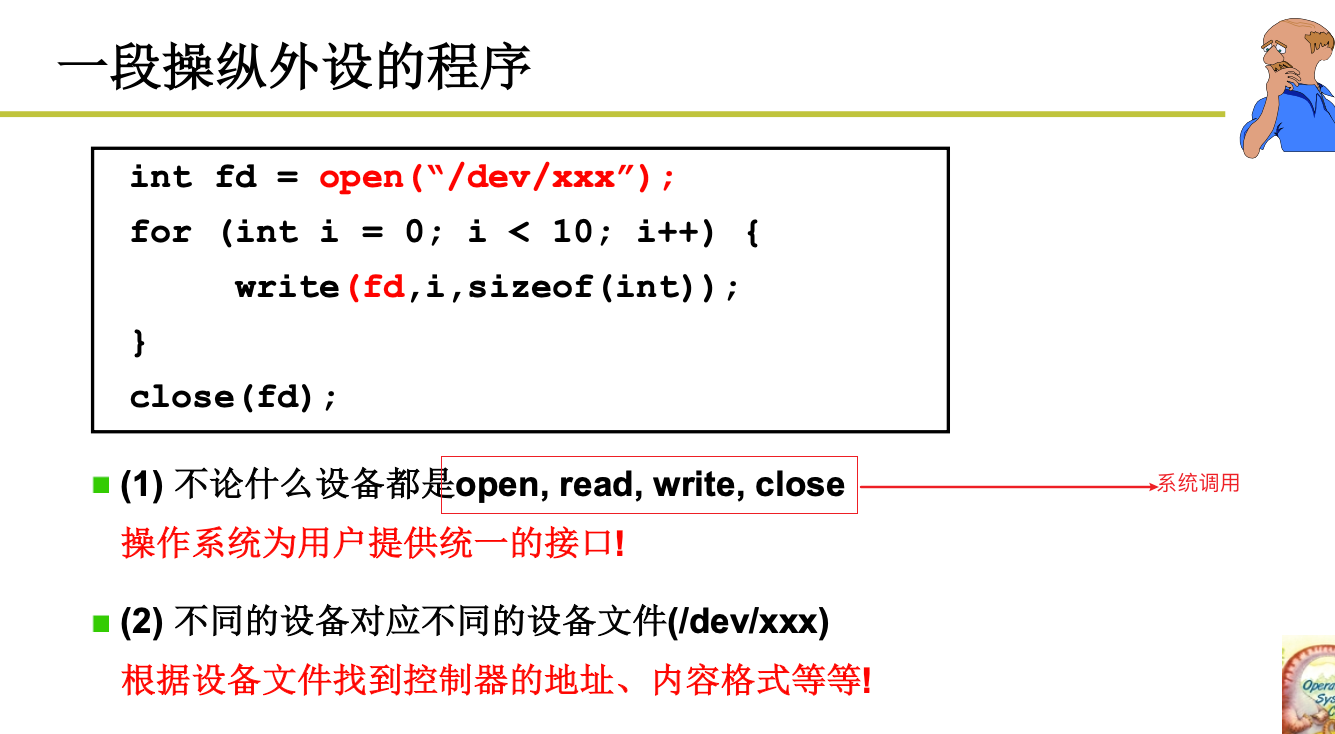 一段操纵外设的程序
int fd = open(“/dev/xxx”);
for (int i = 0; i < 10; i++) {
write(fd,i,sizeof(int));
}
close(fd);
(1) 不论什么设备都是open, read, write, close
系统调用
操作系统为用户提供统一的接口!
(2) 不同的设备对应不同的设备文件(/dev/xxx)
根据设备文件找到控制器的地址、内容格式等等!